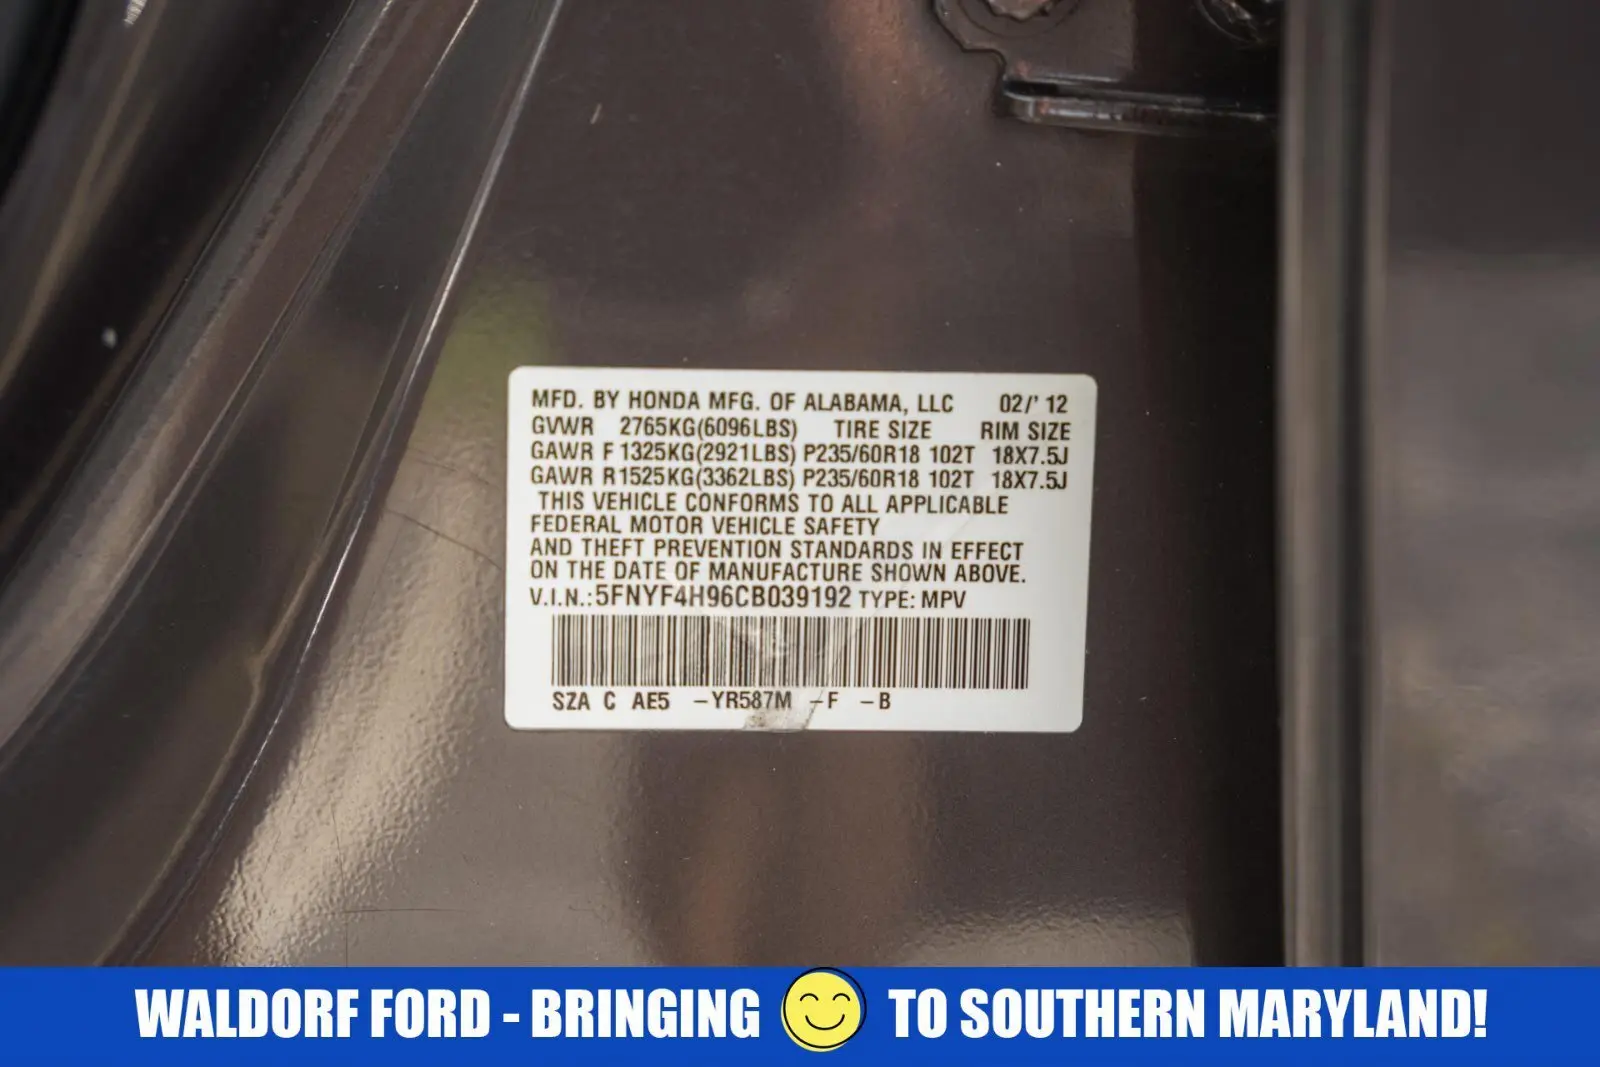 MFD. BY HONDA MFG. OF ALABAMA, LLC 02/' 12
GVWR 2765KG(6096LBS) TIRE SIZE RIM SIZE
GAWR F 1325KG(2921LBS) P235/60R18 102T 18X7.5J
GAWR R1525KG(3362LBS) P235/60R18 102T 18X7.5J
THIS VEHICLE CONFORMS TO ALL APPLICABLE
FEDERAL MOTOR VEHICLE SAFETY
AND THEFT PREVENTION STANDARDS IN EFFECT
ON THE DATE OF MANUFACTURE SHOWN ABOVE.
V.I.N.:5FNYF4H96CB039192 TYPE: MPV
SZA C AE5 –YR587M –F –B
WALDORF FORD - BRINGING TO SOUTHERN MARYLAND!